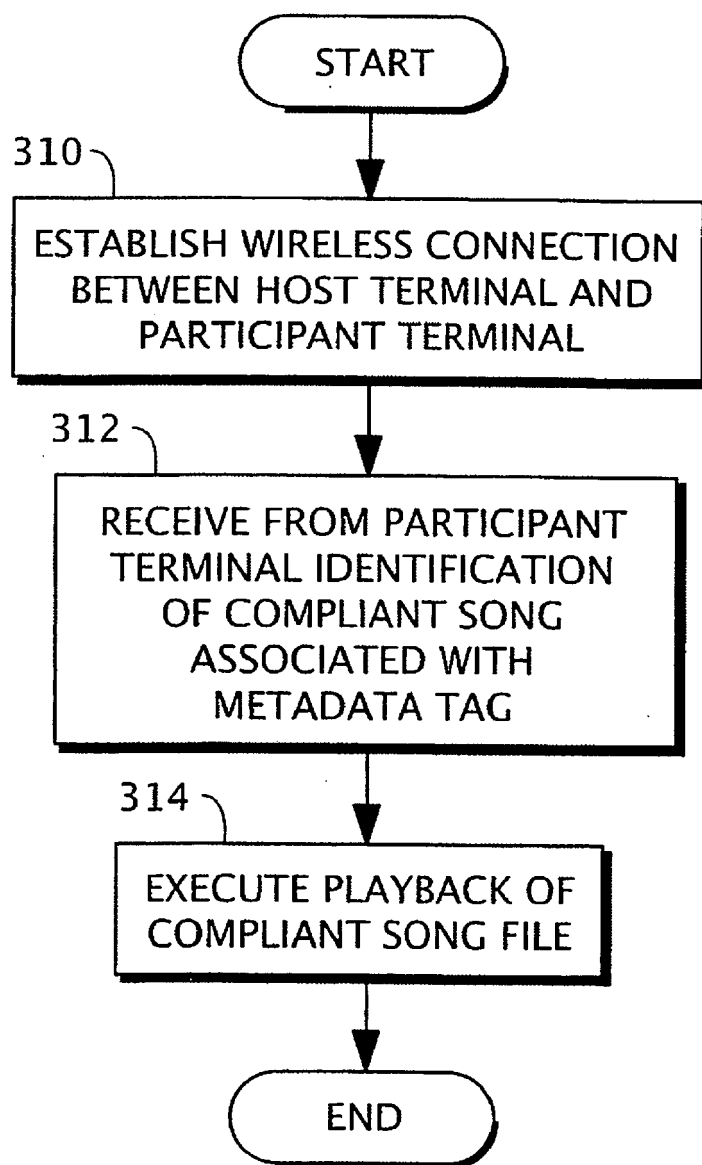 START
310
ESTABLISH WIRELESS CONNECTION
BETWEEN HOST TERMINAL AND
PARTICIPANT TERMINAL
312
RECEIVE FROM PARTICIPANT
TERMINAL IDENTIFICATION
OF COMPLIANT SONG
ASSOCIATED WITH
METADATA TAG
314
EXECUTE PLAYBACK OF
COMPLIANT SONG FILE
END